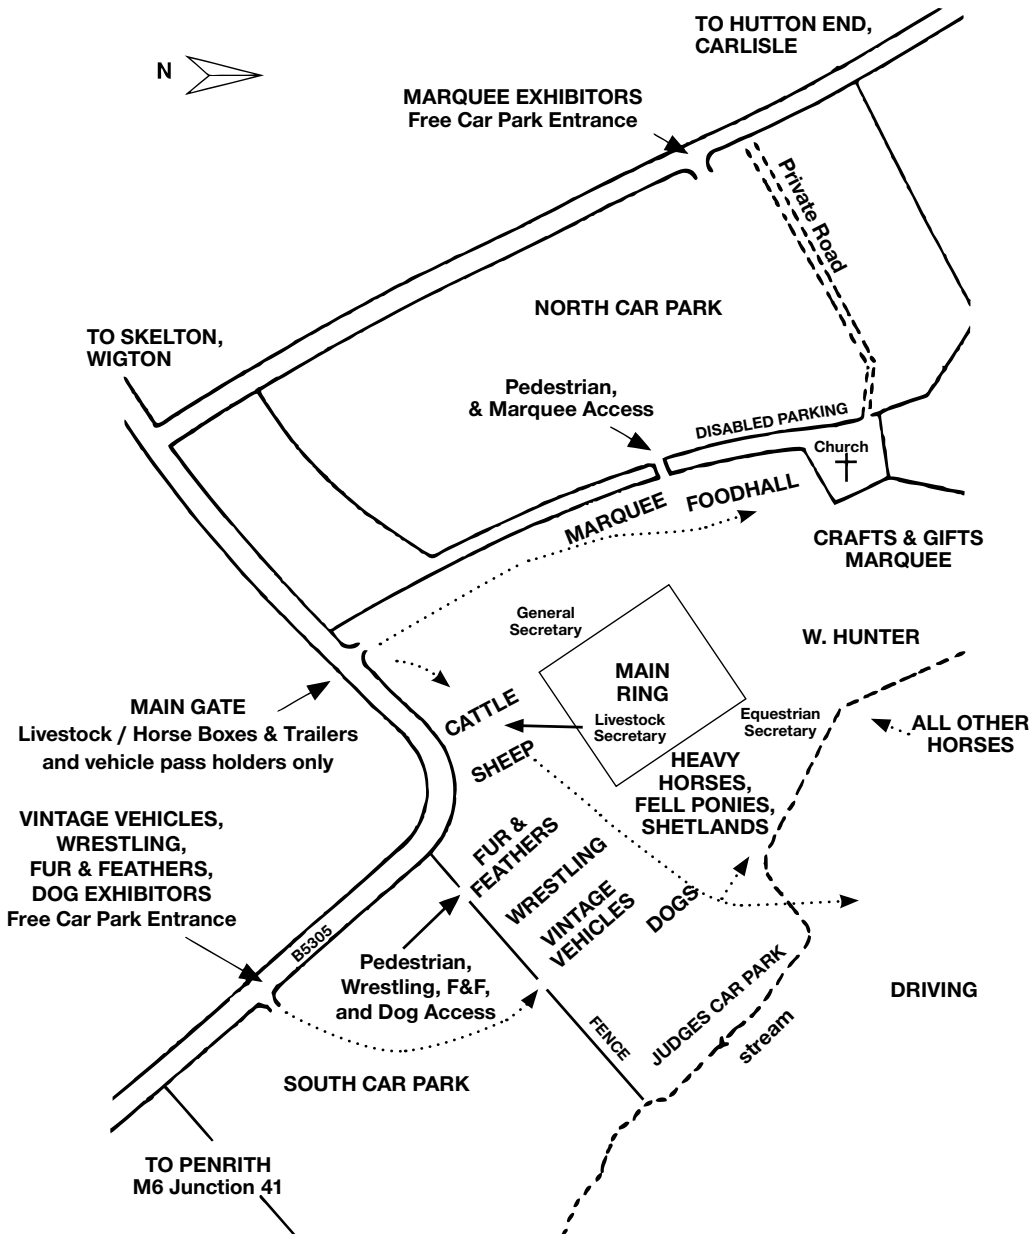 TO HUTTON END,
CARLISLE
N
MARQUEE EXHIBITORS
Free Car Park Entrance
Private Road
NORTH CAR PARK
TO SKELTON,
WIGTON
Pedestrian,
& Marquee Access
DISABLED PARKING
Church
MARQUEE
FOODHALL
CRAFTS & GIFTS
MARQUEE
General
Secretary
W. HUNTER
MAIN
RING
MAIN GATE
Livestock / Horse Boxes & Trailers
and vehicle pass holders only
CATTLE
Livestock
Secretary
Equestrian
Secretary
ALL OTHER
HORSES
SHEEP
HEAVY
HORSES,
FELL PONIES,
SHETLANDS
VINTAGE VEHICLES,
WRESTLING,
FUR & FEATHERS,
DOG EXHIBITORS
Free Car Park Entrance
FUR &
FEATHERS
WRESTLING
VINTAGE
VEHICLES
DOGS
B5305
Pedestrian,
Wrestling, F&F,
and Dog Access
JUDGES CAR PARK
DRIVING
FENCE
stream
SOUTH CAR PARK
TO PENRITH
M6 Junction 41